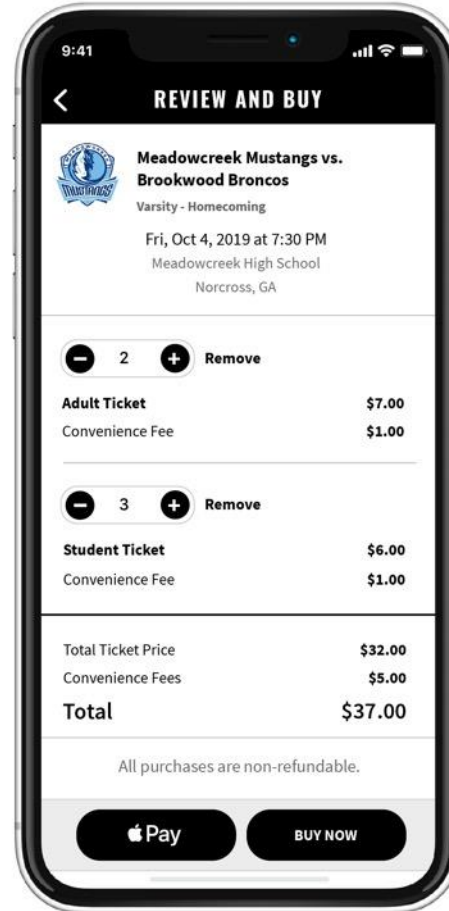 9:41
REVIEW AND BUY
MUSTANGS
Meadowcreek Mustangs vs.
Brookwood Broncos
Varsity - Homecoming
Fri, Oct 4, 2019 at 7:30 PM
Meadowcreek High School
Norcross, GA
2 Remove
Adult Ticket $7.00
Convenience Fee $1.00
3 Remove
Student Ticket $6.00
Convenience Fee $1.00
Total Ticket Price $32.00
Convenience Fees $5.00
Total $37.00
All purchases are non-refundable.
Pay BUY NOW